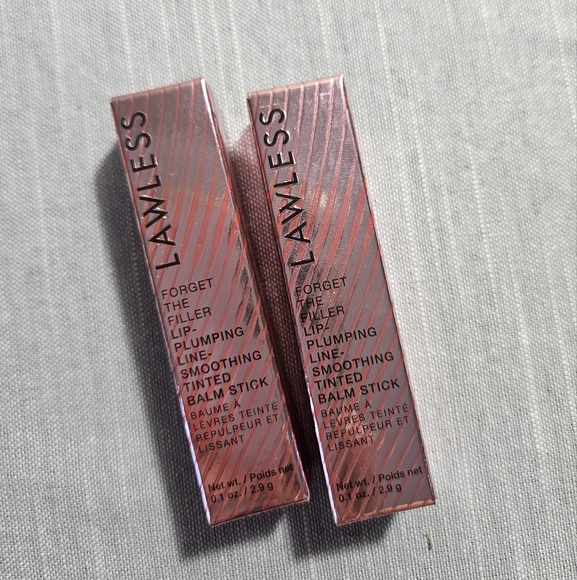 LAWLESS
FORGET
THE
FILLER
LIP-
PLUMPING
LINE-
SMOOTHING
TINTED
BALM STICK
BAUME À
LÈVRES TEINTÉ
REPULPEUR ET
LISSANT
Net wt. / Poids net
0.1 oz. / 2.9 g
LAWLESS
FORGET
THE
FILLER
LIP-
PLUMPING
LINE-
SMOOTHING
TINTED
BALM STICK
BAUME À
LÈVRES TEINTÉ
REPULPEUR ET
LISSANT
Net wt. / Poids net
0.1 oz. / 2.9 g